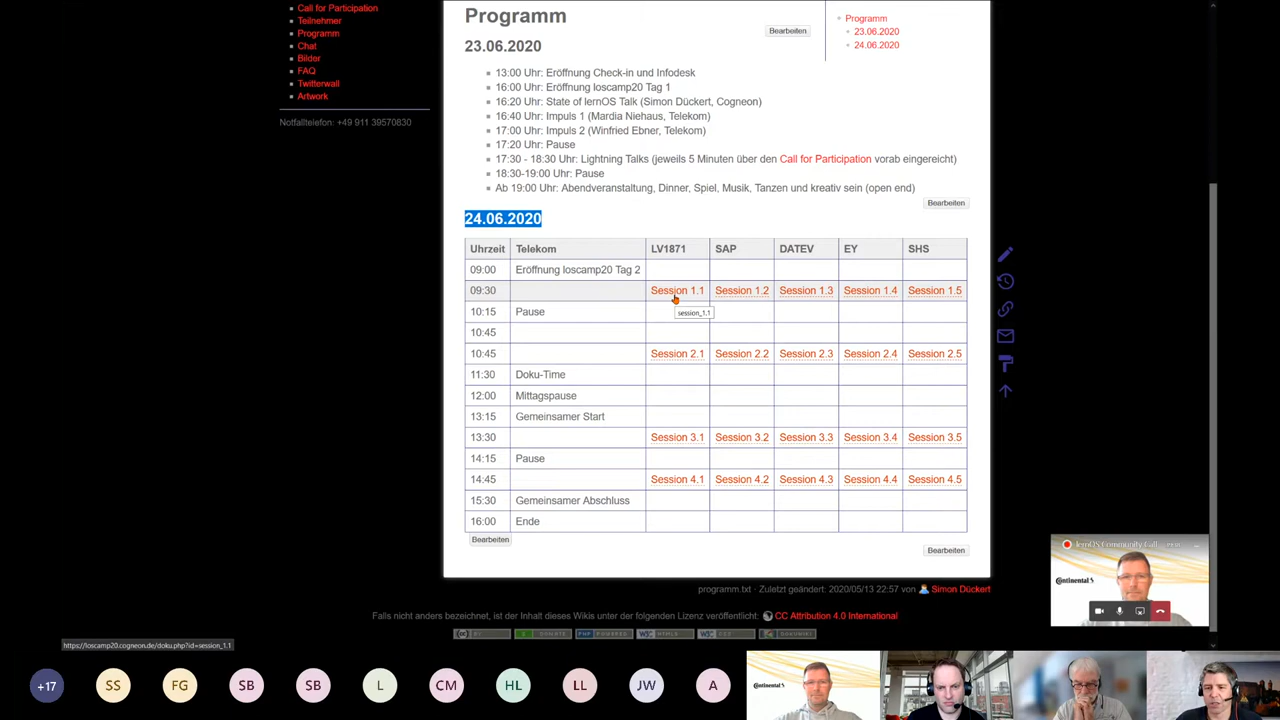 Call for Participation
Teilnehmer
Programm
Chat
Bilder
FAQ
Twitterwall
Artwork
Notfalltelefon: +49 911 39570830
Programm
Bearbeiten
Programm
23.06.2020
24.06.2020
23.06.2020
13:00 Uhr: Eröffnung Check-in und Infodesk
16:00 Uhr: Eröffnung loscamp20 Tag 1
16:20 Uhr: State of lernOS Talk (Simon Dückert, Cogneon)
16:40 Uhr: Impuls 1 (Mardia Niehaus, Telekom)
17:00 Uhr: Impuls 2 (Winfried Ebner, Telekom)
17:20 Uhr: Pause
17:30 - 18:30 Uhr: Lightning Talks (jeweils 5 Minuten über den Call for Participation vorab eingereicht)
18:30-19:00 Uhr: Pause
Ab 19:00 Uhr: Abendveranstaltung, Dinner, Spiel, Musik, Tanzen und kreativ sein (open end)
Bearbeiten
24.06.2020
Uhrzeit Telekom LV1871 SAP DATEV EY SHS
09:00 Eröffnung loscamp20 Tag 2
09:30 Session 1.1 Session 1.2 Session 1.3 Session 1.4 Session 1.5
session_1.1
10:15 Pause
10:45
10:45 Session 2.1 Session 2.2 Session 2.3 Session 2.4 Session 2.5
11:30 Doku-Time
12:00 Mittagspause
13:15 Gemeinsamer Start
13:30 Session 3.1 Session 3.2 Session 3.3 Session 3.4 Session 3.5
14:15 Pause
14:45 Session 4.1 Session 4.2 Session 4.3 Session 4.4 Session 4.5
15:30 Gemeinsamer Abschluss
16:00 Ende
Bearbeiten
Bearbeiten
lernOS Community Call
Continental
programm.txt · Zuletzt geändert: 2020/05/13 22:57 von Simon Dückert
Falls nicht anders bezeichnet, ist der Inhalt dieses Wikis unter der folgenden Lizenz veröffentlicht: CC Attribution 4.0 International
https://loscamp20.cogneon.de/doku.php?id=session_1.1
+17 SS FG SB SB L CM HL LL JW A
Continental